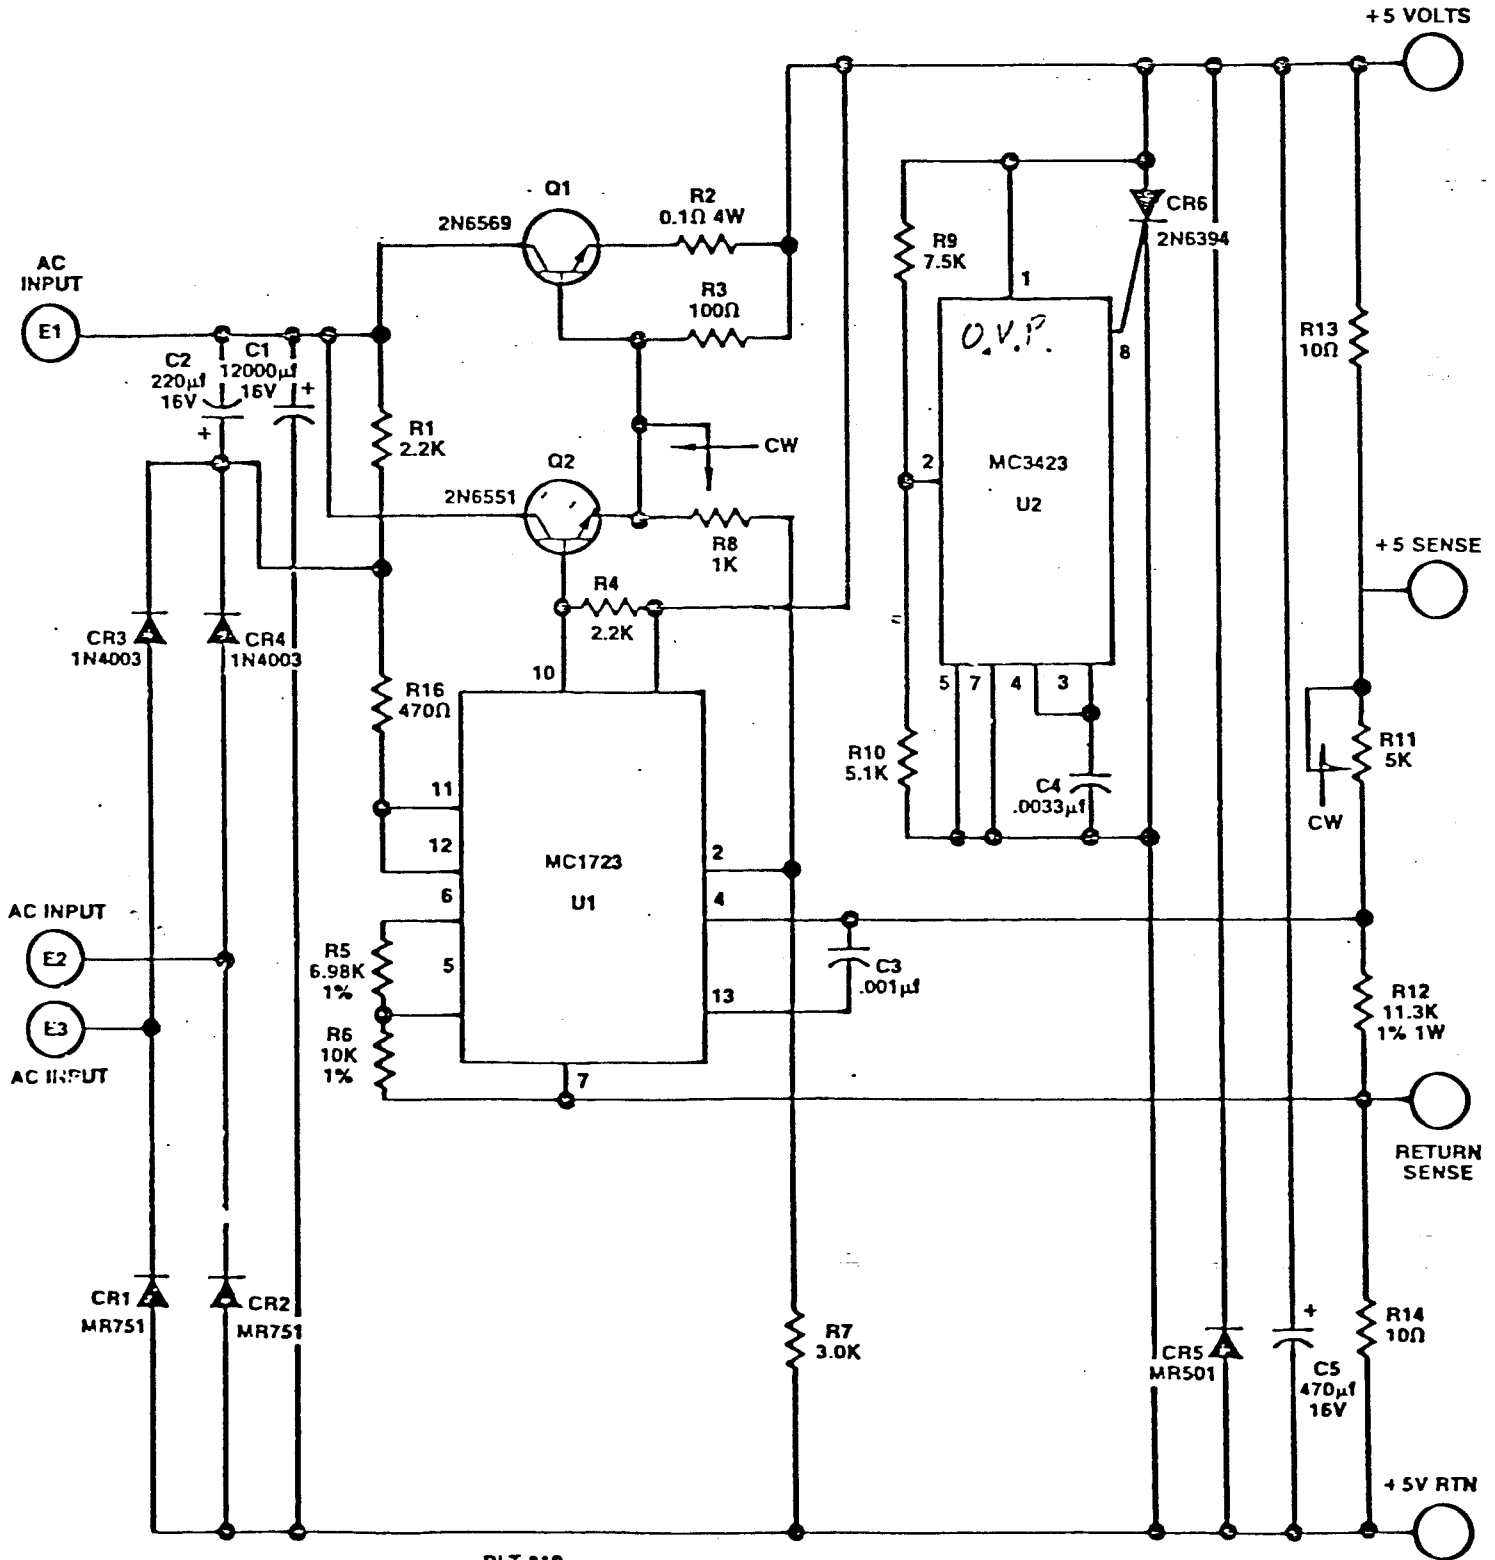 +5 VOLTS
Q1
2N6569
R2
0.1Ω 4W
R3
100Ω
AC
INPUT
E1
C2
220μf
16V
+
C1
12000μf
16V
+
R1
2.2K
Q2
2N6551
CW
R8
1K
R4
2.2K
CR3
1N4003
CR4
1N4003
R16
470Ω
10
11
12
6
5
2
4
13
7
MC1723
U1
R5
6.98K
1%
R6
10K
1%
AC INPUT
E2
E3
AC INPUT
C3
.001μf
R9
7.5K
1
O.V.P.
8
2
MC3423
U2
5
7
4
3
CR6
2N6394
R10
5.1K
C4
.0033μf
R13
10Ω
+5 SENSE
R11
5K
CW
R12
11.3K
1% 1W
RETURN
SENSE
CR1
MR751
CR2
MR751
R7
3.0K
CR5
MR501
+
C5
470μf
16V
R14
10Ω
+5V RTN